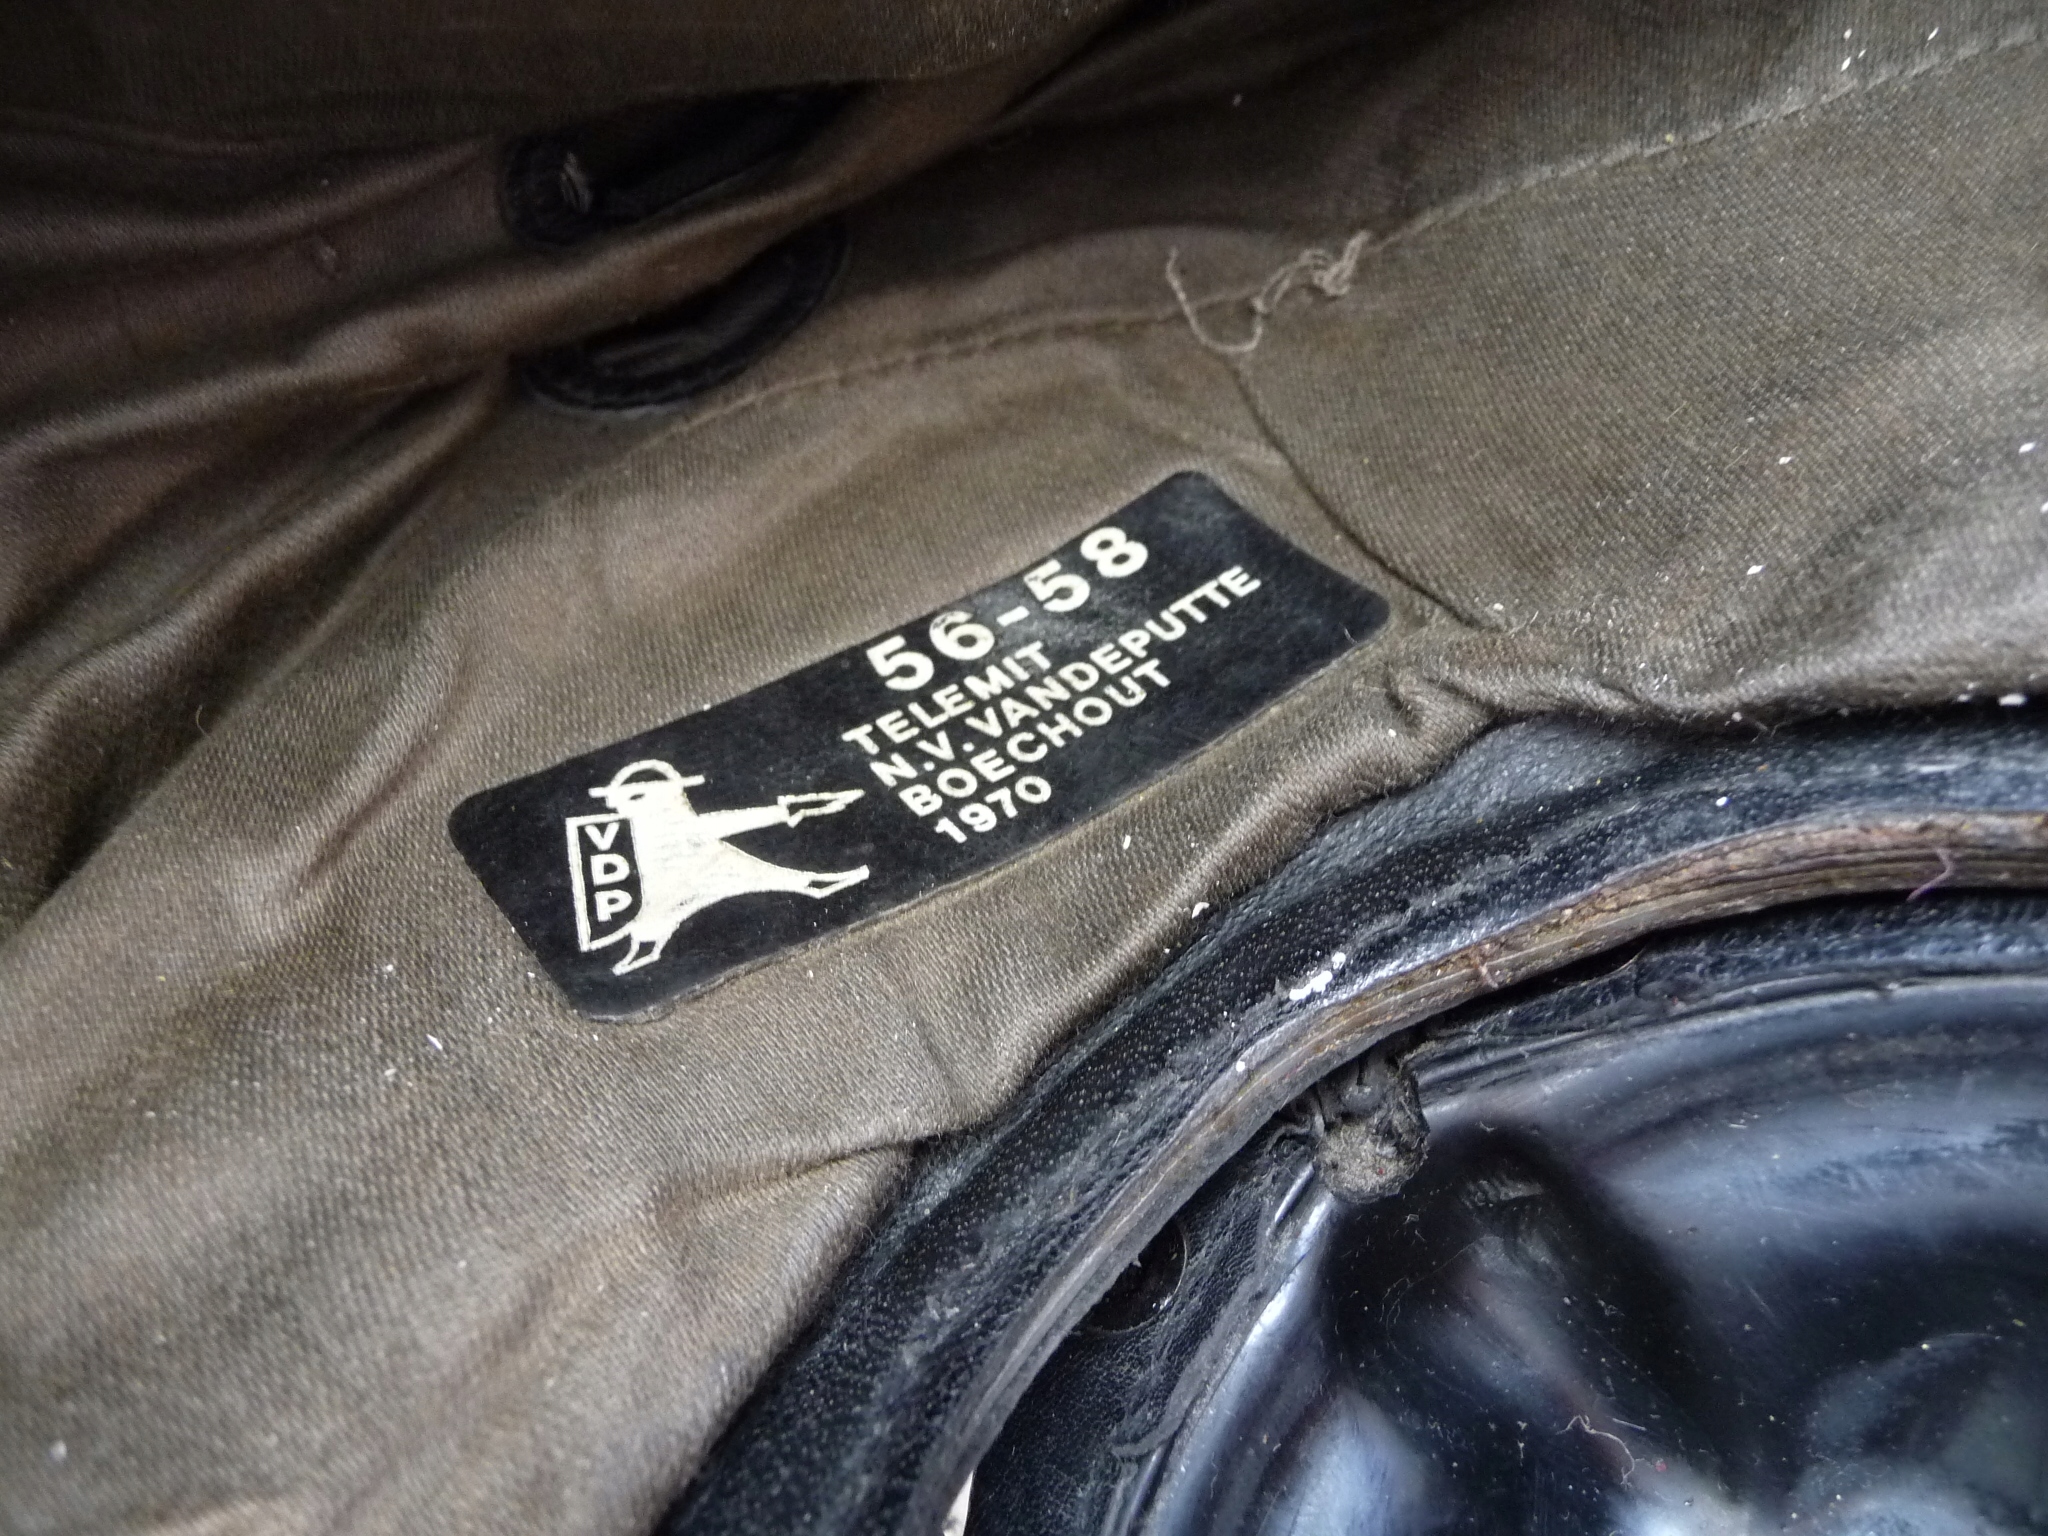 56-58
TELEMIT
N.V. VANDEPUTTE
BOECHOUT
1970
VDP